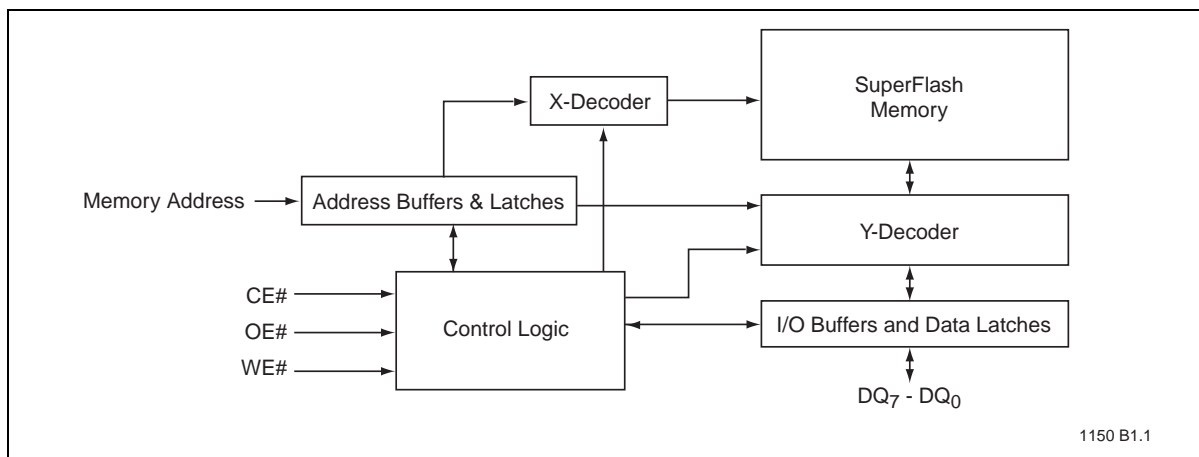 SuperFlash
Memory
X-Decoder
Memory Address
Address Buffers & Latches
Y-Decoder
CE#
OE#
WE#
Control Logic
I/O Buffers and Data Latches
DQ7 - DQ0
1150 B1.1